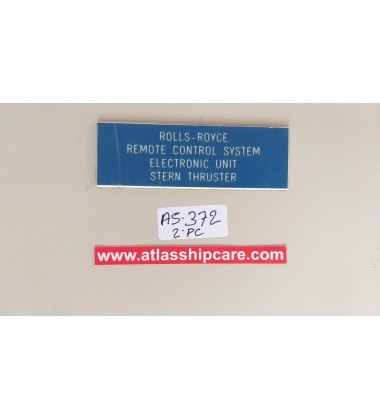 ROLLS-ROYCE
REMOTE CONTROL SYSTEM
ELECTRONIC UNIT
STERN THRUSTER
AS.372
2:PC
www.atlasshipcare.com